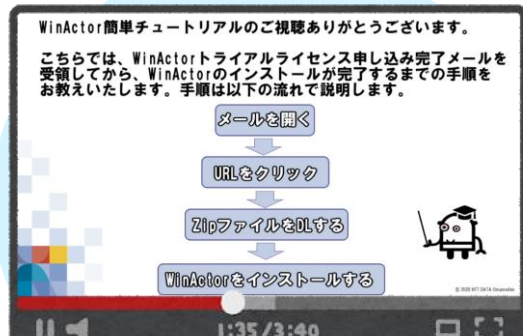 WinActor簡単チュートリアルのご視聴ありがとうございます。
こちらでは、WinActorトライアルライセンス申し込み完了メールを
受領してから、WinActorのインストールが完了するまでの手順を
お教えいたします。手順は以下の流れで説明します。
メールを開く
URLをクリック
ZipファイルをDLする
WinActorをインストールする
© 2020 NTT DATA Corporation
1:35/3:40